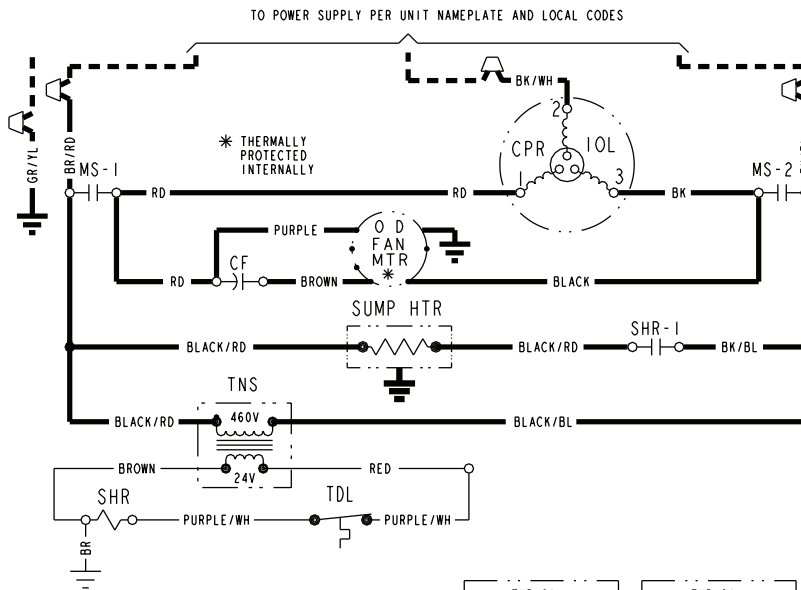 TO POWER SUPPLY PER UNIT NAMEPLATE AND LOCAL CODES
BK/WH
2
GR/YL
BR/RD
* THERMALLY
PROTECTED
INTERNALLY
CPR
IOL
MS-1
1
3
MS-2
RD
RD
BK
PURPLE
O D
FAN
MTR
*
CF
RD
BROWN
BLACK
SUMP HTR
SHR-1
BLACK/RD
BLACK/RD
BK/BL
TNS
BLACK/RD
460V
BLACK/BL
BROWN
24V
RED
SHR
TDL
PURPLE/WH
PURPLE/WH
BR